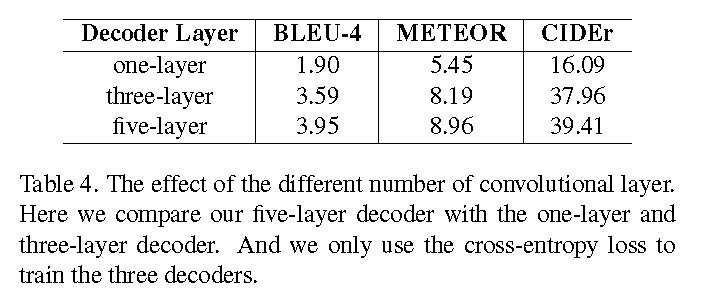 Decoder Layer BLEU-4 METEOR CIDEr
one-layer 1.90 5.45 16.09
three-layer 3.59 8.19 37.96
five-layer 3.95 8.96 39.41
Table 4. The effect of the different number of convolutional layer.
Here we compare our five-layer decoder with the one-layer and
three-layer decoder. And we only use the cross-entropy loss to
train the three decoders.